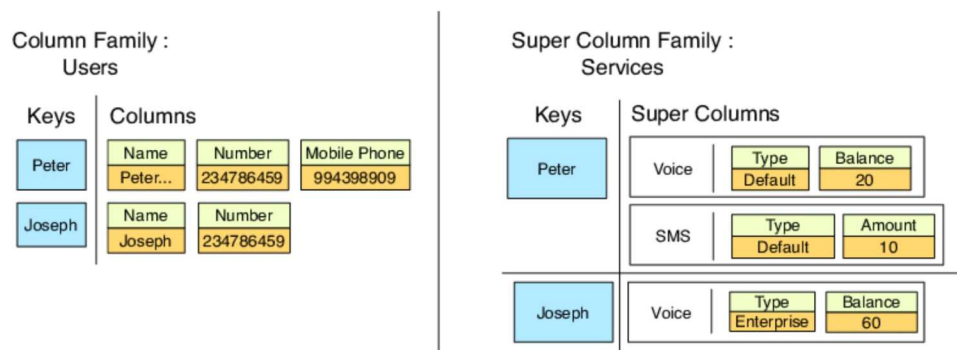 Column Family :
Users
Keys Columns
Peter
Name Number Mobile Phone
Peter... 234786459 994398909
Joseph
Name Number
Joseph 234786459
Super Column Family :
Services
Keys Super Columns
Peter
Voice
Type Balance
Default 20
SMS
Type Amount
Default 10
Joseph
Voice
Type Balance
Enterprise 60